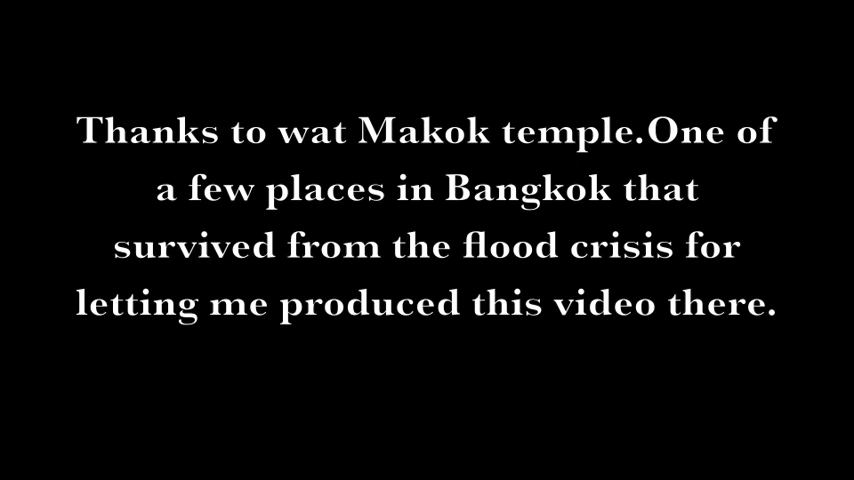 Thanks to wat Makok temple.One of
a few places in Bangkok that
survived from the flood crisis for
letting me produced this video there.